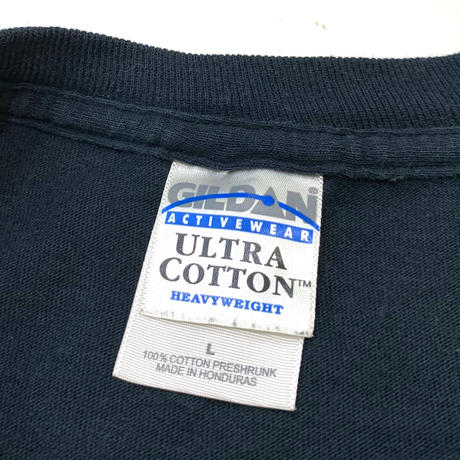 GILDAN
ACTIVEWEAR
ULTRA
COTTON™
HEAVYWEIGHT
L
100% COTTON PRESHRUNK
MADE IN HONDURAS